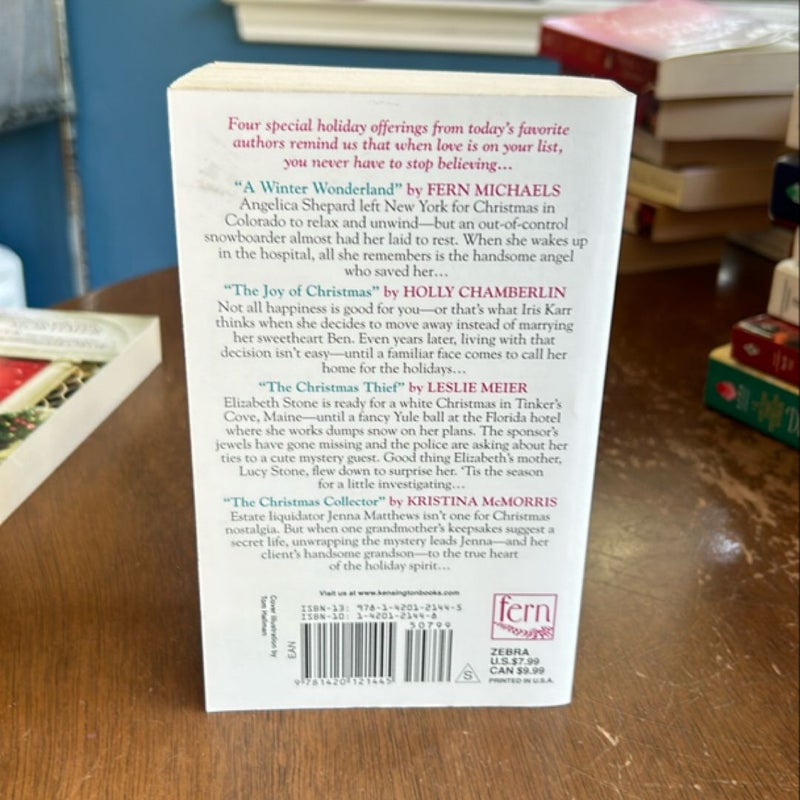 Four special holiday offerings from today's favorite
authors remind us that when love is on your list,
you never have to stop believing...
"A Winter Wonderland" by FERN MICHAELS
Angelica Shepard left New York for Christmas in
Colorado to relax and unwind—but an out-of-control
snowboarder almost had her laid to rest. When she wakes up
in the hospital, all she remembers is the handsome angel
who saved her...
"The Joy of Christmas" by HOLLY CHAMBERLIN
Not all happiness is good for you—or that's what Iris Karr
thinks when she decides to move away instead of marrying
her sweetheart Ben. Even years later, living with that
decision isn't easy—until a familiar face comes to call her
home for the holidays...
"The Christmas Thief" by LESLIE MEIER
Elizabeth Stone is ready for a white Christmas in Tinker's
Cove, Maine—until a fancy Yule ball at the Florida hotel
where she works dumps snow on her plans. The sponsor's
jewels have gone missing and the police are asking about her
ties to a cute mystery guest. Good thing Elizabeth's mother,
Lucy Stone, flew down to surprise her. 'Tis the season
for a little investigating...
"The Christmas Collector" by KRISTINA McMORRIS
Estate liquidator Jenna Matthews isn't one for Christmas
nostalgia. But when one grandmother's keepsakes suggest a
secret life, unwrapping the mystery leads Jenna—and her
client's handsome grandson—to the true heart
of the holiday spirit...
Visit us at www.kensingtonbooks.com
Cover illustration by
Tom Hallman
EAN
ISBN-13: 978-1-4201-2144-5
ISBN-10: 1-4201-2144-8
50799
9 781420 121445
S
fern
ZEBRA
U.S.$7.99
CAN $9.99
PRINTED IN U.S.A.